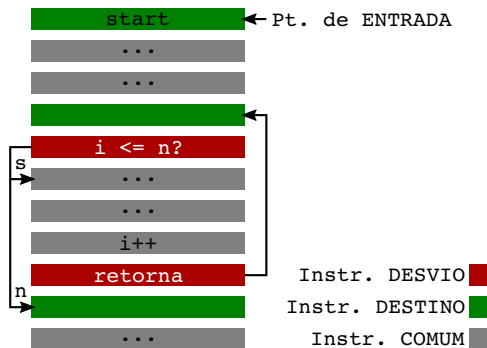 start
Pt. de ENTRADA
...
...
i <= n?
s
...
...
i++
retorna
Instr. DESVIO
n
Instr. DESTINO
...
Instr. COMUM